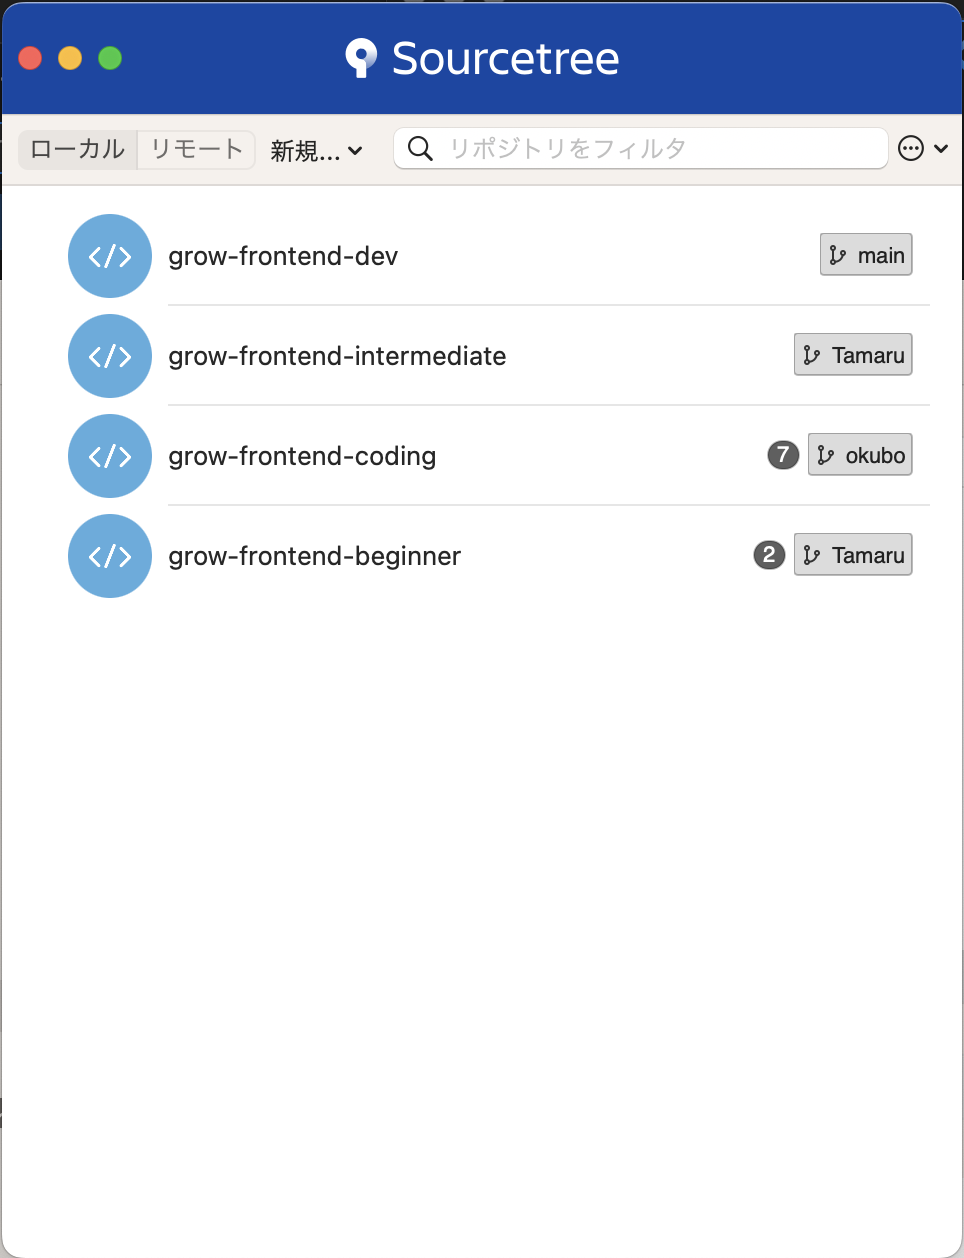 Sourcetree
ローカル リモート 新規... リポジトリをフィルタ
</> grow-frontend-dev main
</> grow-frontend-intermediate Tamaru
</> grow-frontend-coding 7 okubo
</> grow-frontend-beginner 2 Tamaru